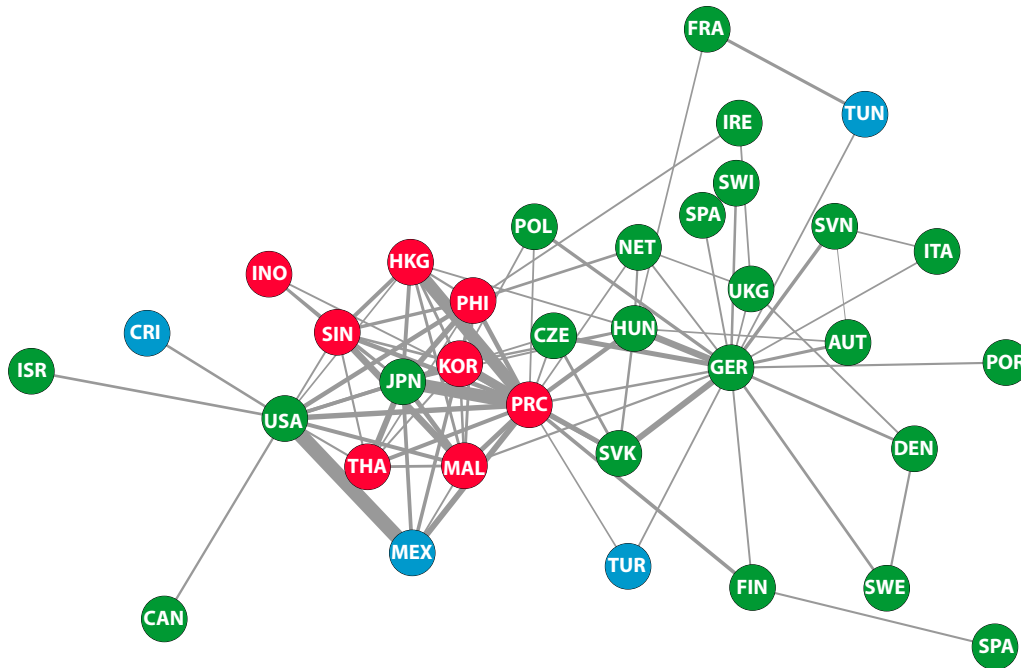 FRA
TUN
IRE
SWI
SPA
POL
SVN
NET
ITA
HKG
INO
PHI
UKG
CRI
SIN
CZE
HUN
AUT
ISR
KOR
JPN
GER
POR
PRC
USA
DEN
SVK
THA
MAL
MEX
TUR
FIN
SWE
CAN
SPA